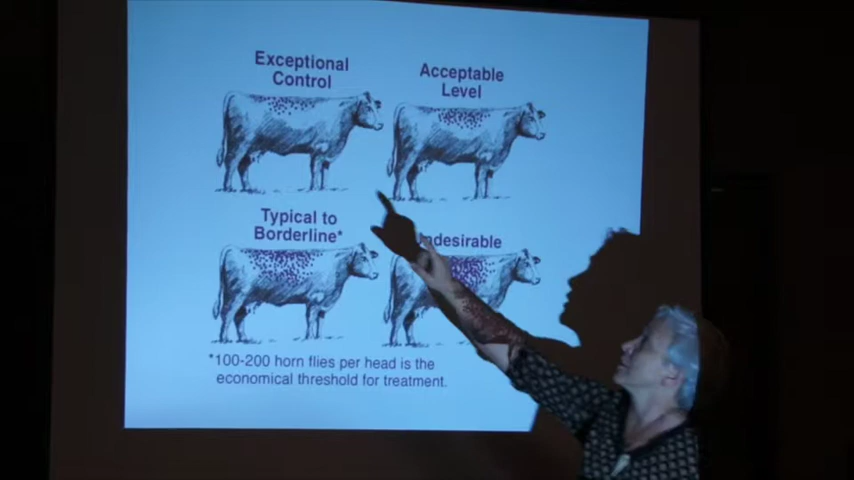 Exceptional
Control
Acceptable
Level
Typical to
Borderline*
desirable
*100-200 horn flies per head is the
economical threshold for treatment.